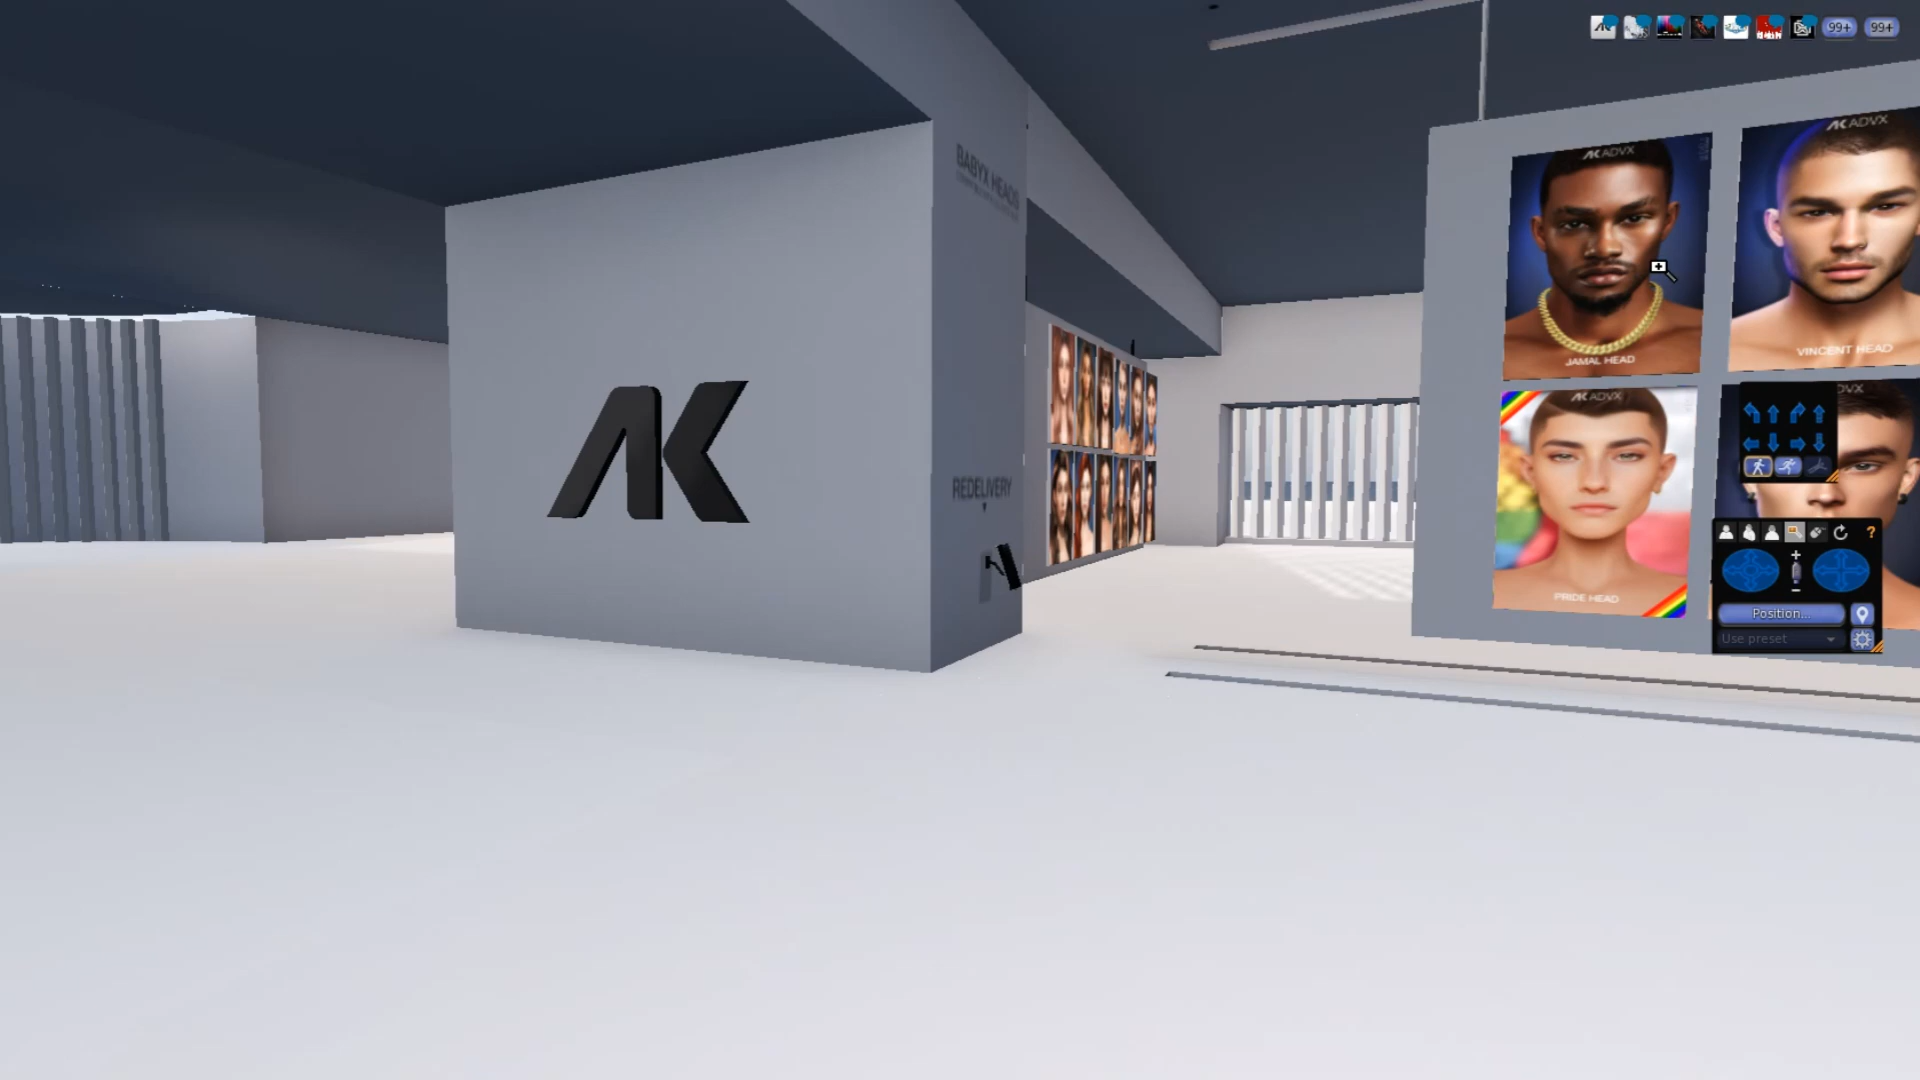 99+
99+
AK ADVX
AK ADVX
BABYX HEADS
JAMAL HEAD
VINCENT HEAD
AK ADVX
DVX
AK
REDELIVERY
?
PRIDE HEAD
Position...
Use preset